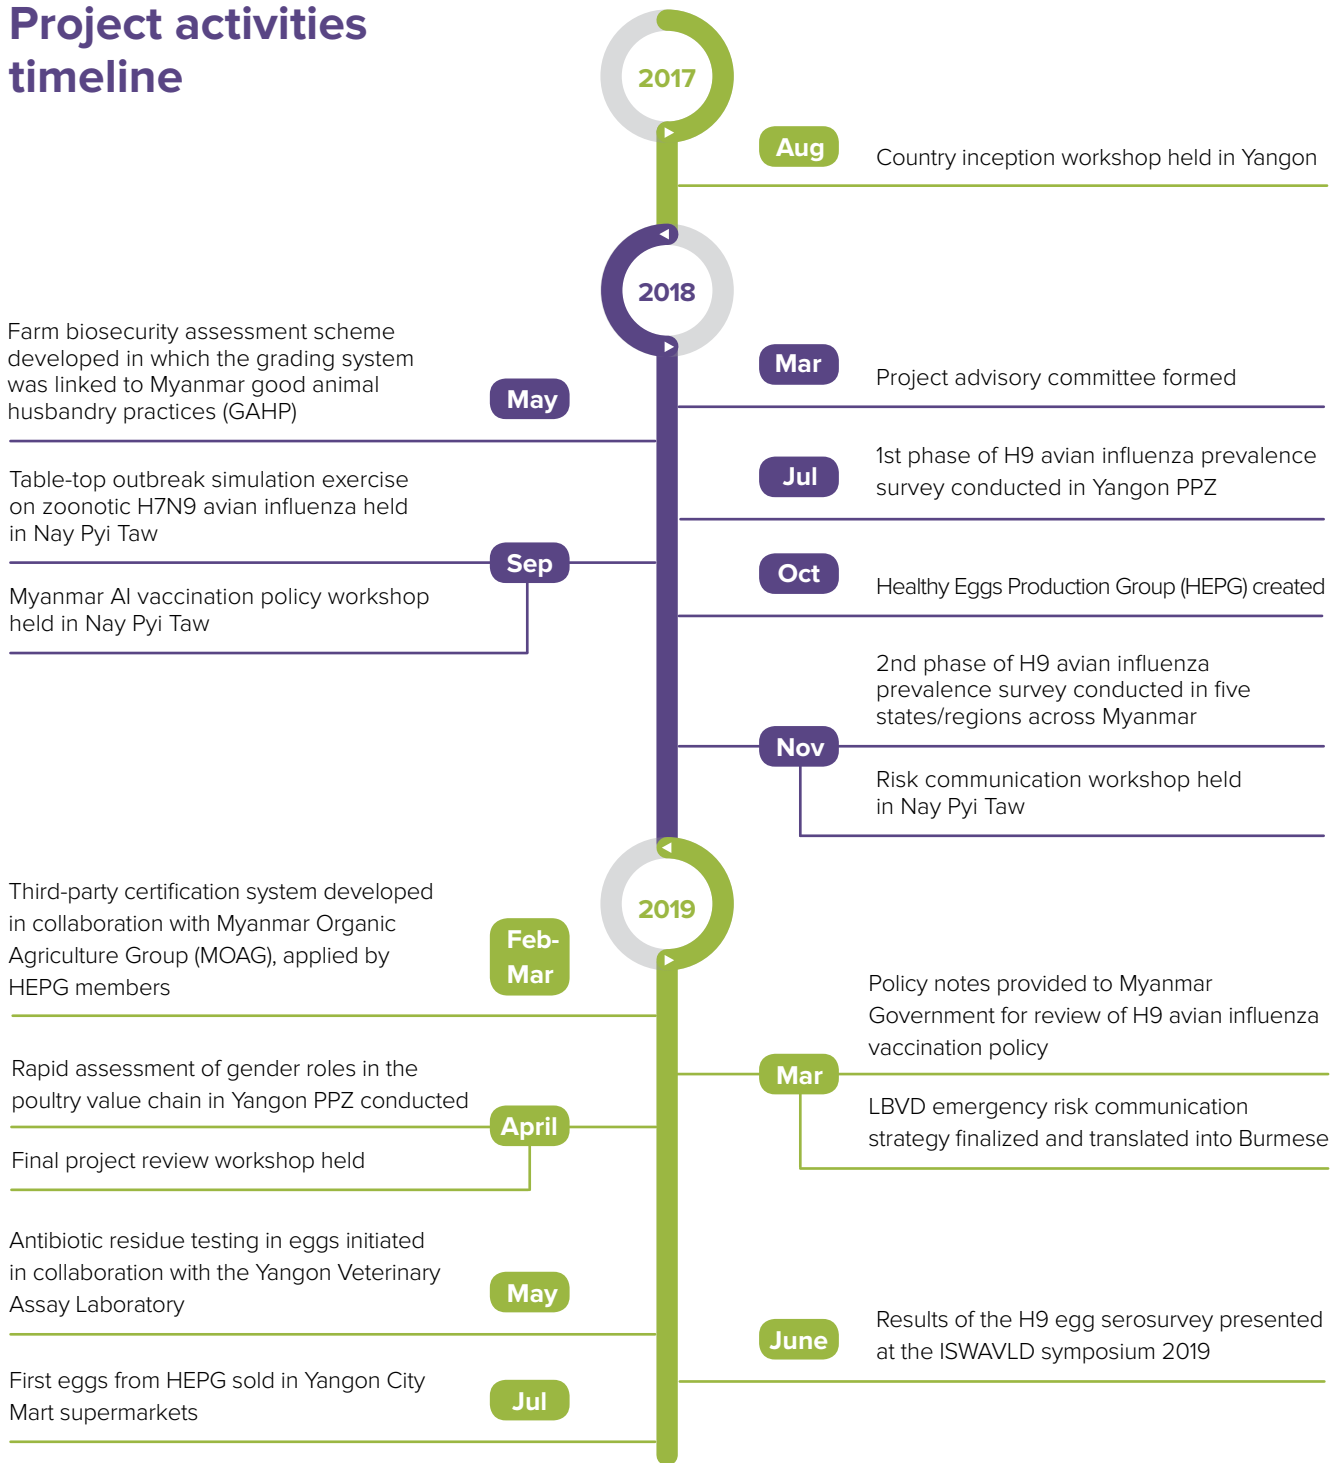 Project activities
timeline
2017
Aug
Country inception workshop held in Yangon
2018
Mar
Project advisory committee formed
Farm biosecurity assessment scheme
developed in which the grading system
was linked to Myanmar good animal
husbandry practices (GAHP)
May
1st phase of H9 avian influenza prevalence
survey conducted in Yangon PPZ
Jul
Table-top outbreak simulation exercise
on zoonotic H7N9 avian influenza held
in Nay Pyi Taw
Sep
Myanmar AI vaccination policy workshop
held in Nay Pyi Taw
Oct
Healthy Eggs Production Group (HEPG) created
2nd phase of H9 avian influenza
prevalence survey conducted in five
states/regions across Myanmar
Nov
Risk communication workshop held
in Nay Pyi Taw
2019
Third-party certification system developed
in collaboration with Myanmar Organic
Agriculture Group (MOAG), applied by
HEPG members
Feb-
Mar
Policy notes provided to Myanmar
Government for review of H9 avian influenza
vaccination policy
Mar
LBVD emergency risk communication
strategy finalized and translated into Burmese
Rapid assessment of gender roles in the
poultry value chain in Yangon PPZ conducted
April
Final project review workshop held
Antibiotic residue testing in eggs initiated
in collaboration with the Yangon Veterinary
Assay Laboratory
May
June
Results of the H9 egg serosurvey presented
at the ISWAVLD symposium 2019
First eggs from HEPG sold in Yangon City
Mart supermarkets
Jul